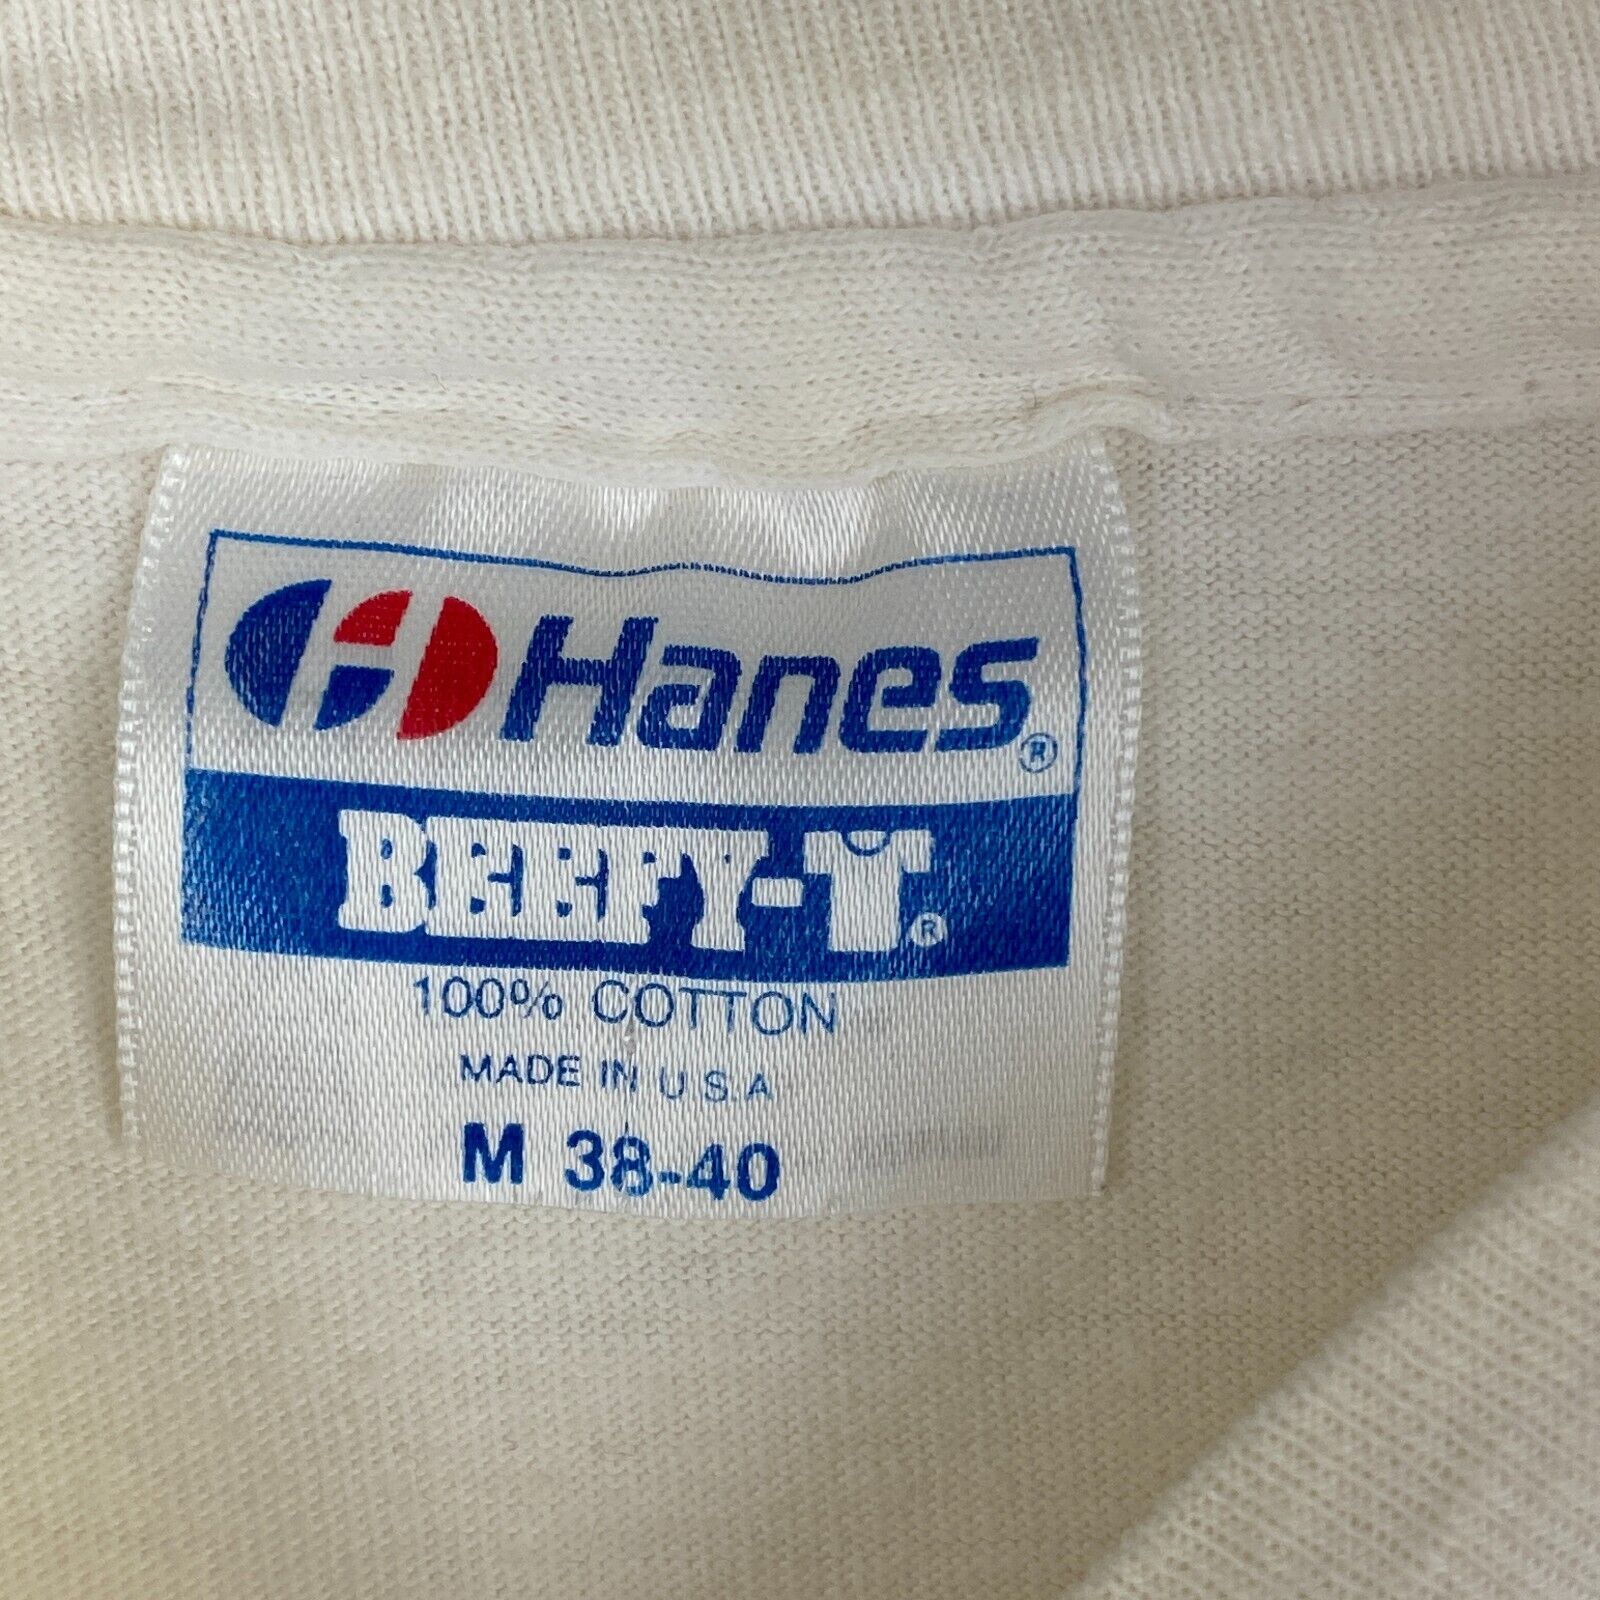 Hanes®
BEEFY-T®
100% COTTON
MADE IN U.S.A
M 38-40